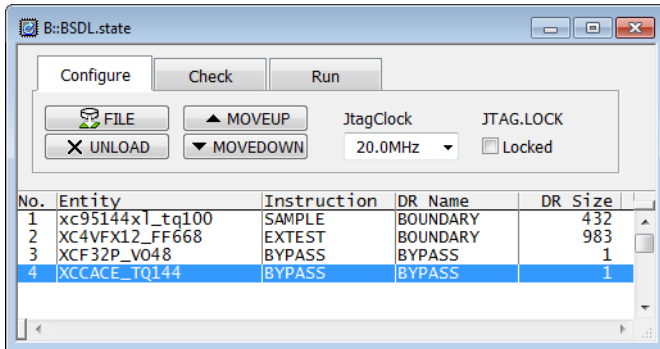 B::BSDL.state
Configure Check Run
FILE MOVEUP JtagClock JTAG.LOCK
UNLOAD MOVEDOWN 20.0MHz Locked
No. Entity Instruction DR Name DR Size
1 xc95144xl_tq100 SAMPLE BOUNDARY 432
2 XC4VFX12_FF668 EXTEST BOUNDARY 983
3 XCF32P_VO48 BYPASS BYPASS 1
4 XCCACE_TQ144 BYPASS BYPASS 1